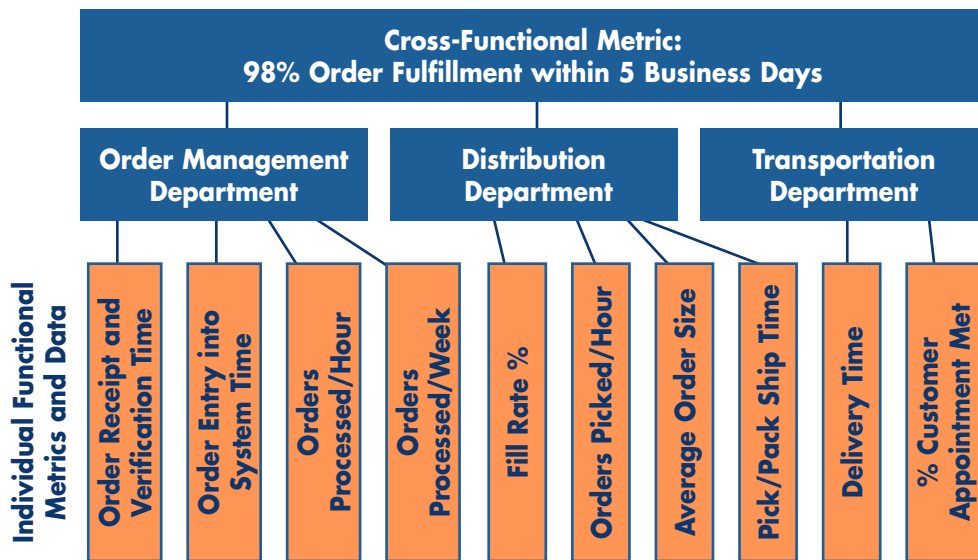 Cross-Functional Metric:
98% Order Fulfillment within 5 Business Days
Order Management
Department
Distribution
Department
Transportation
Department
Individual Functional
Metrics and Data
Order Receipt and
Verification Time
Order Entry into
System Time
Orders
Processed/Hour
Orders
Processed/Week
Fill Rate %
Orders Picked/Hour
Average Order Size
Pick/Pack Ship Time
Delivery Time
% Customer
Appointment Met